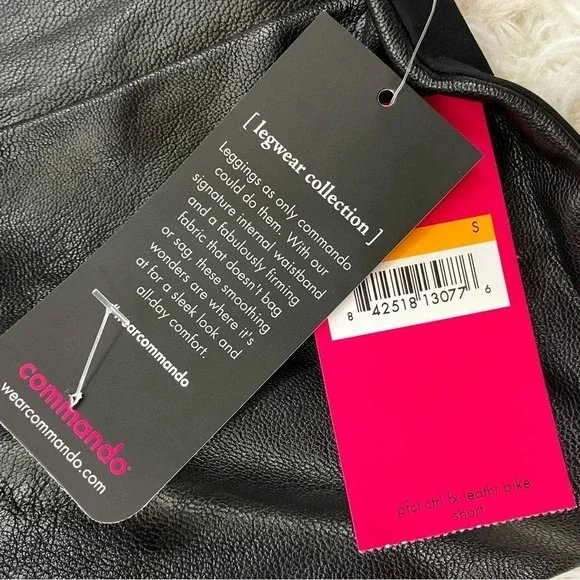 [ legwear collection ]
Leggings as only commando
could do them. With our
signature internal waistband
and a fabulously firming
fabric that doesn't bag
or sag, these smoothing
wonders are where it's
at for a sleek look and
all-day comfort.
#wearcommando
commando®
wearcommando.com
S
8 42518 13077 6
pfct ctrl fx leathr bike
short